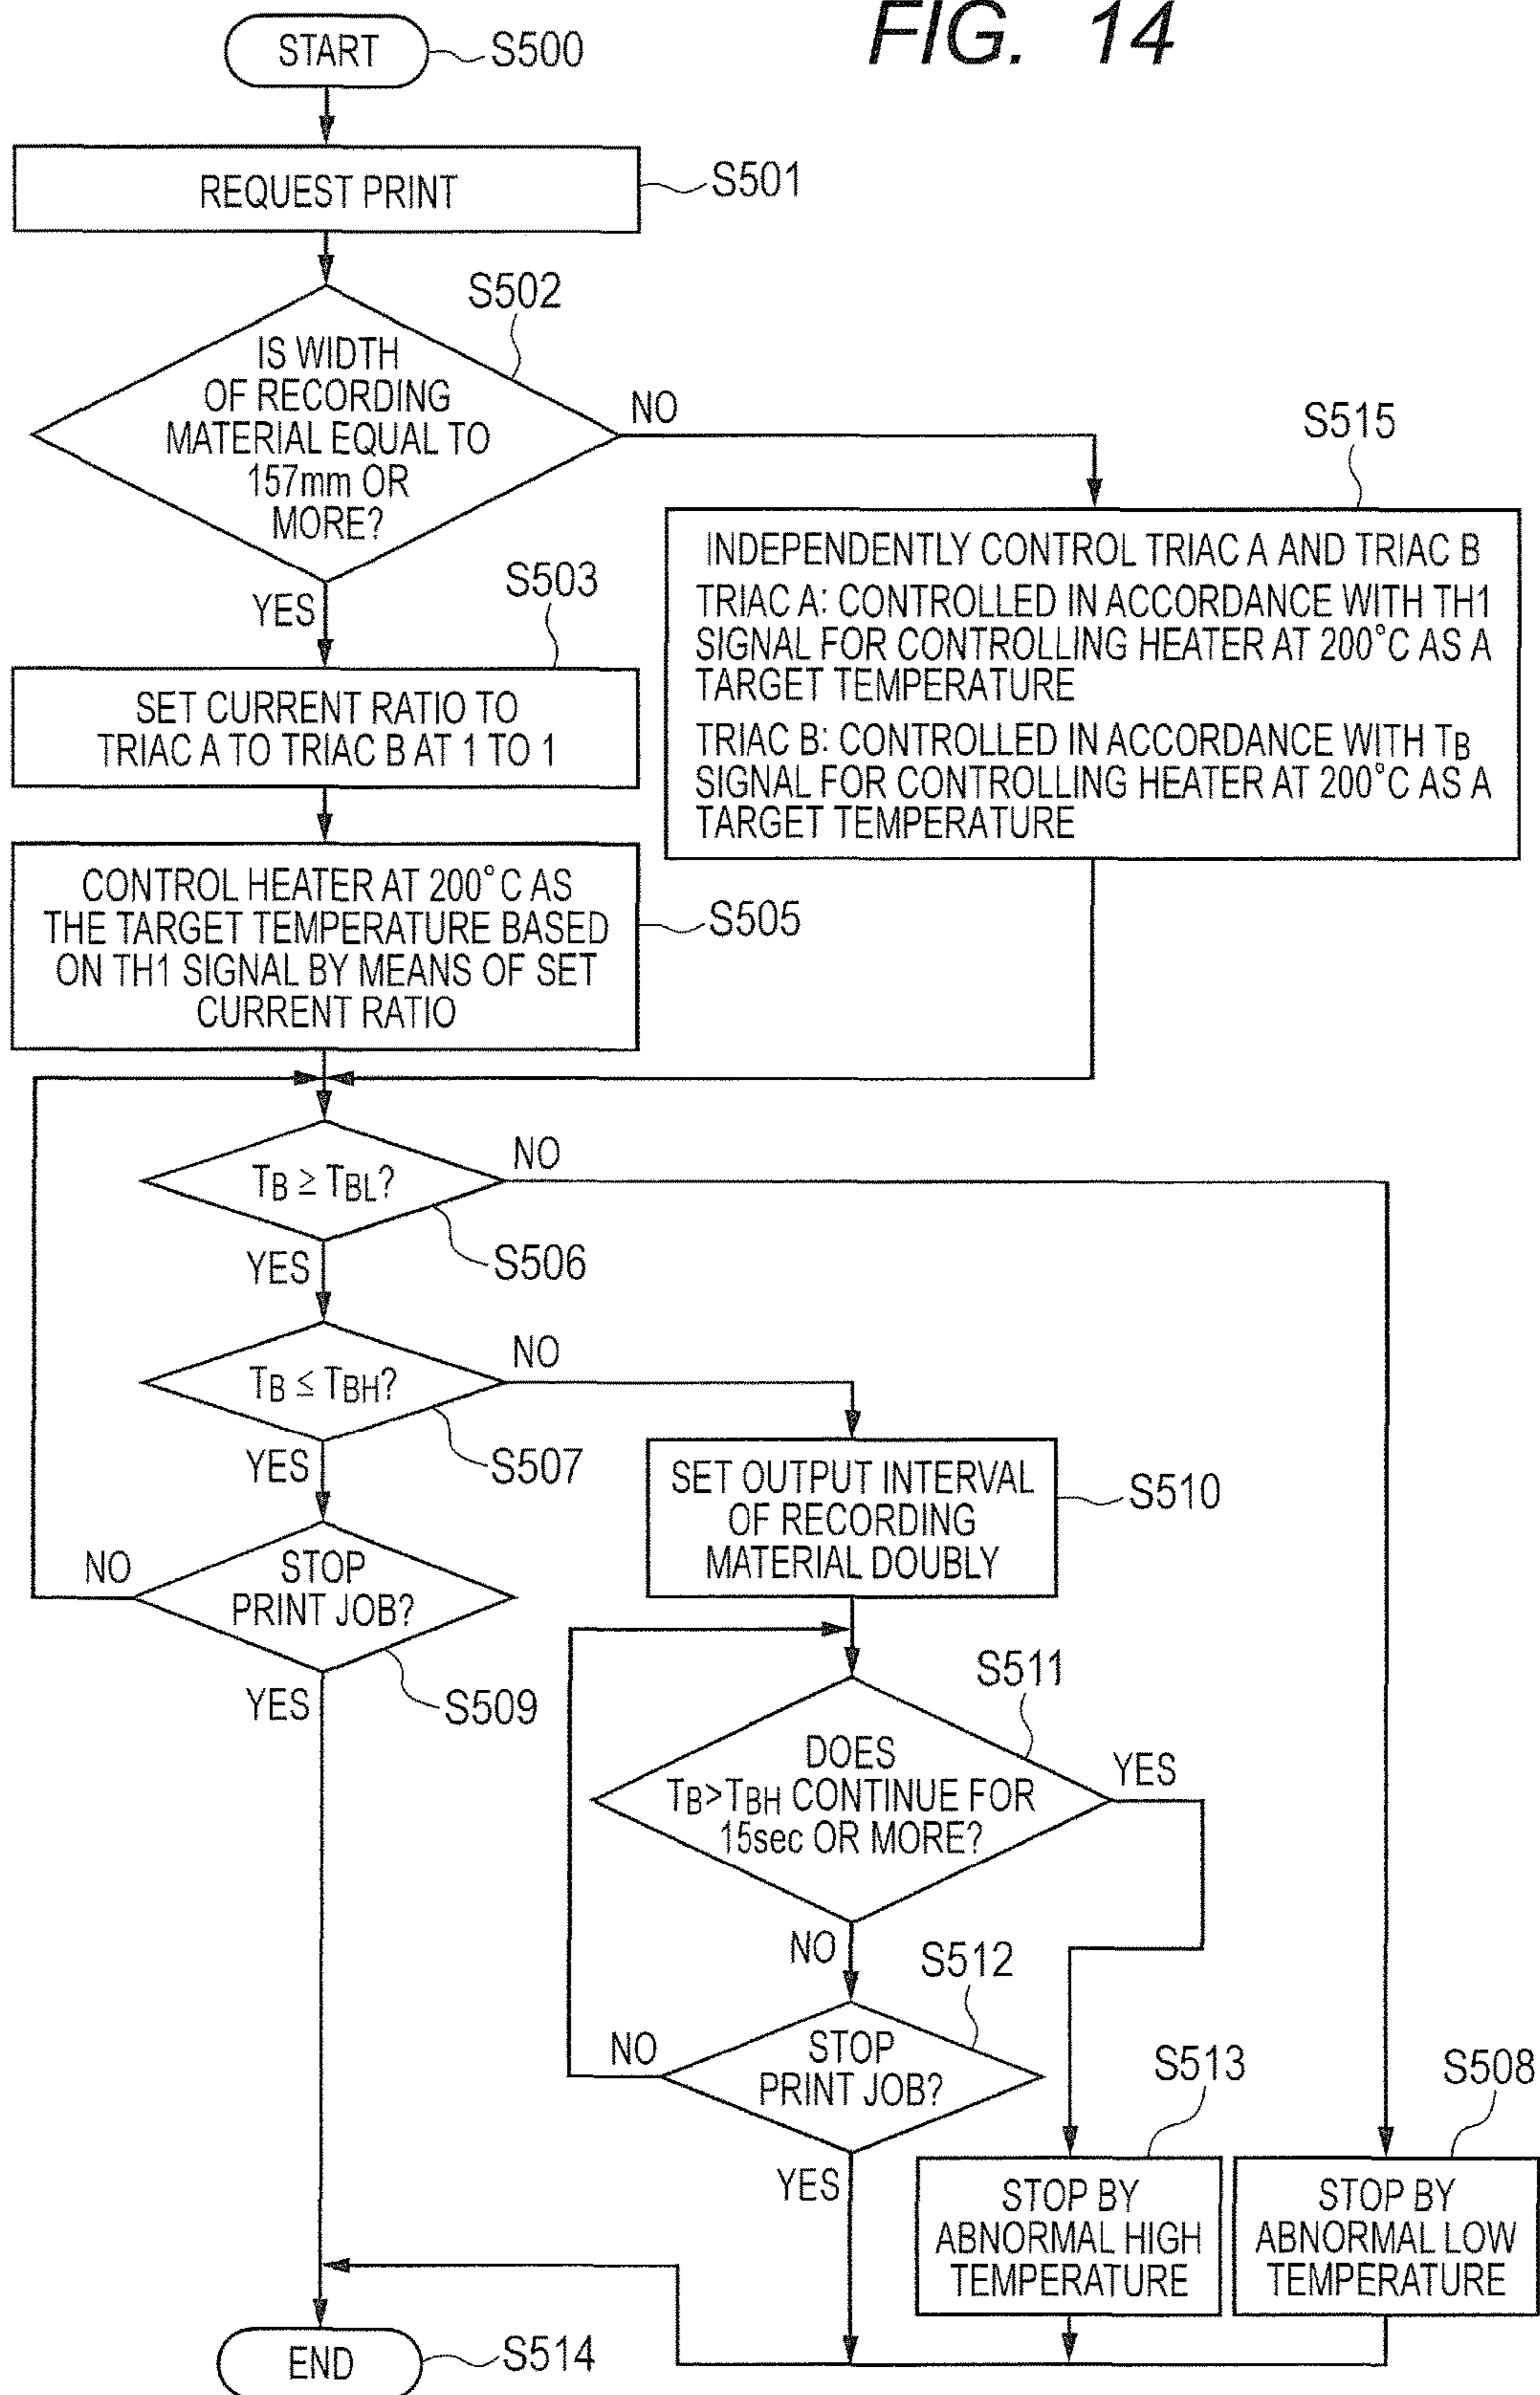 FIG. 14
START
S500
REQUEST PRINT
S501
S502
IS WIDTH
OF RECORDING
MATERIAL EQUAL TO
157mm OR
MORE?
NO
YES
S503
SET CURRENT RATIO TO
TRIAC A TO TRIAC B AT 1 TO 1
S515
INDEPENDENTLY CONTROL TRIAC A AND TRIAC B
TRIAC A: CONTROLLED IN ACCORDANCE WITH TH1
SIGNAL FOR CONTROLLING HEATER AT 200°C AS A
TARGET TEMPERATURE
TRIAC B: CONTROLLED IN ACCORDANCE WITH TB
SIGNAL FOR CONTROLLING HEATER AT 200°C AS A
TARGET TEMPERATURE
CONTROL HEATER AT 200°C AS
THE TARGET TEMPERATURE BASED
ON TH1 SIGNAL BY MEANS OF SET
CURRENT RATIO
S505
TB ≥ TBL?
NO
YES
S506
TB ≤ TBH?
NO
YES
S507
SET OUTPUT INTERVAL
OF RECORDING
MATERIAL DOUBLY
S510
STOP
PRINT JOB?
NO
YES
S509
S511
DOES
TB>TBH CONTINUE FOR
15sec OR MORE?
YES
NO
S512
STOP
PRINT JOB?
NO
YES
S513
STOP BY
ABNORMAL HIGH
TEMPERATURE
S508
STOP BY
ABNORMAL LOW
TEMPERATURE
END
S514